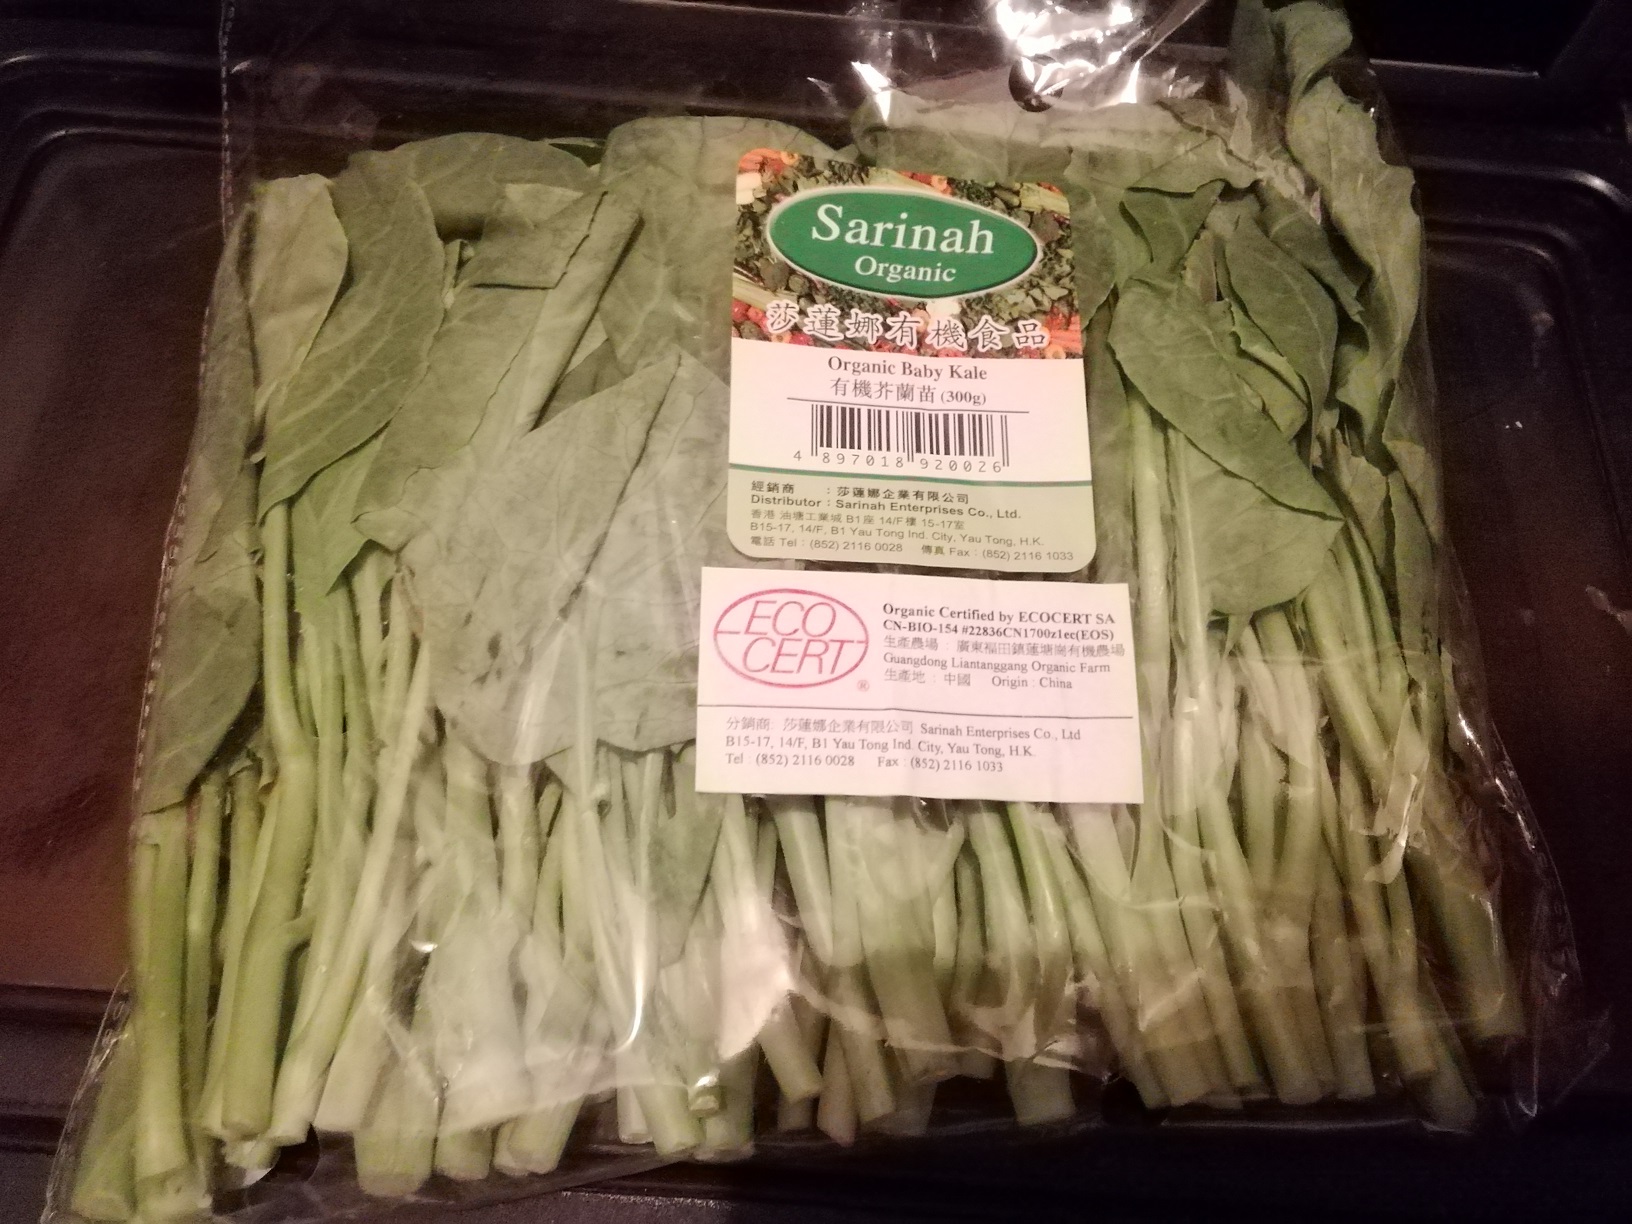 Sarinah
Organic
莎蓮娜有機食品
Organic Baby Kale
有機芥蘭苗 (300g)
4 897018 920026
經銷商 : 莎蓮娜企業有限公司
Distributor : Sarinah Enterprises Co., Ltd.
香港 油塘工業城 B1座 14/F樓 15-17室
B15-17, 14/F, B1 Yau Tong Ind. City, Yau Tong, H.K.
電話 Tel : (852) 2116 0028 傳真 Fax : (852) 2116 1033
ECO
CERT
®
Organic Certified by ECOCERT SA
CN-BIO-154 #22836CN1700z1ec(EOS)
生產農場 : 廣東福田鎮蓮塘崗有機農場
Guangdong Liantanggang Organic Farm
生產地 : 中國 Origin : China
分銷商: 莎蓮娜企業有限公司 Sarinah Enterprises Co., Ltd
B15-17, 14/F, B1 Yau Tong Ind. City, Yau Tong, H.K.
Tel : (852) 2116 0028 Fax : (852) 2116 1033